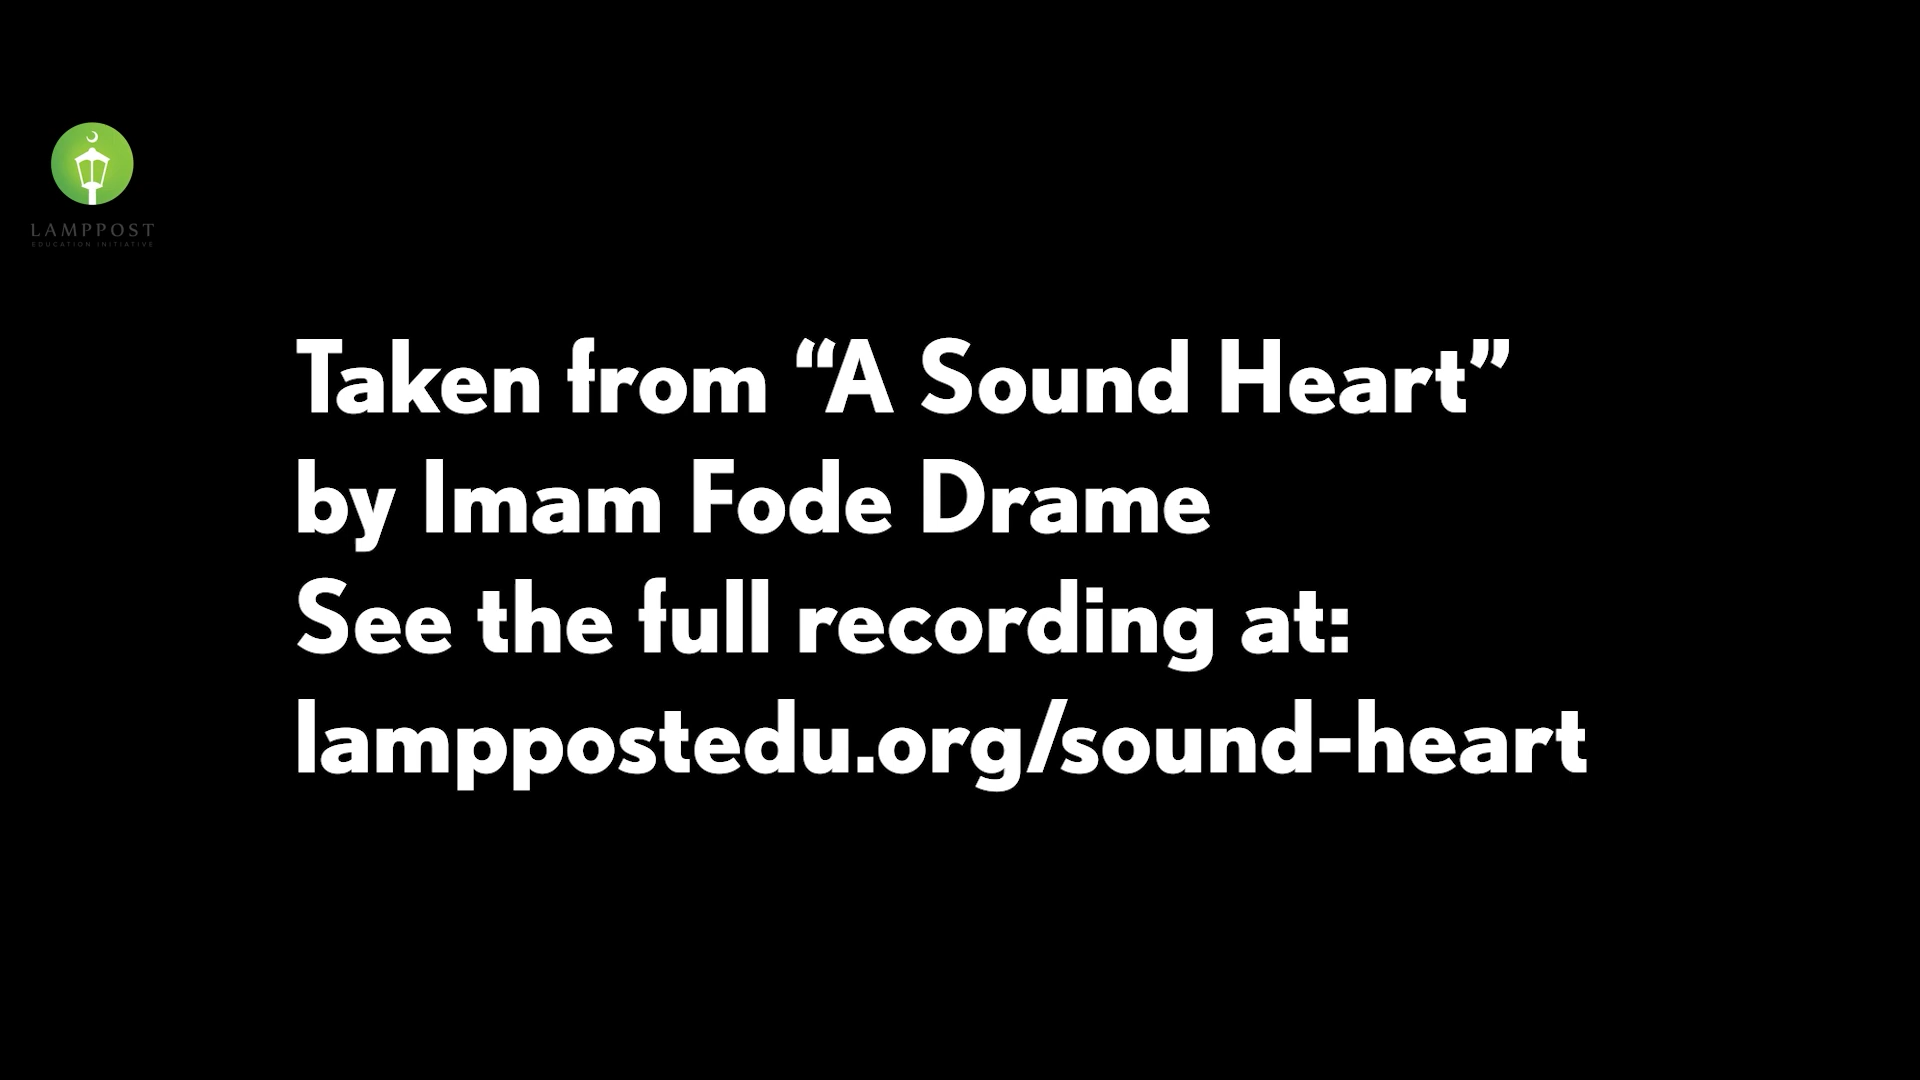 LAMPPOST
EDUCATION INITIATIVE
Taken from “A Sound Heart”
by Imam Fode Drame
See the full recording at:
lamppostedu.org/sound-heart